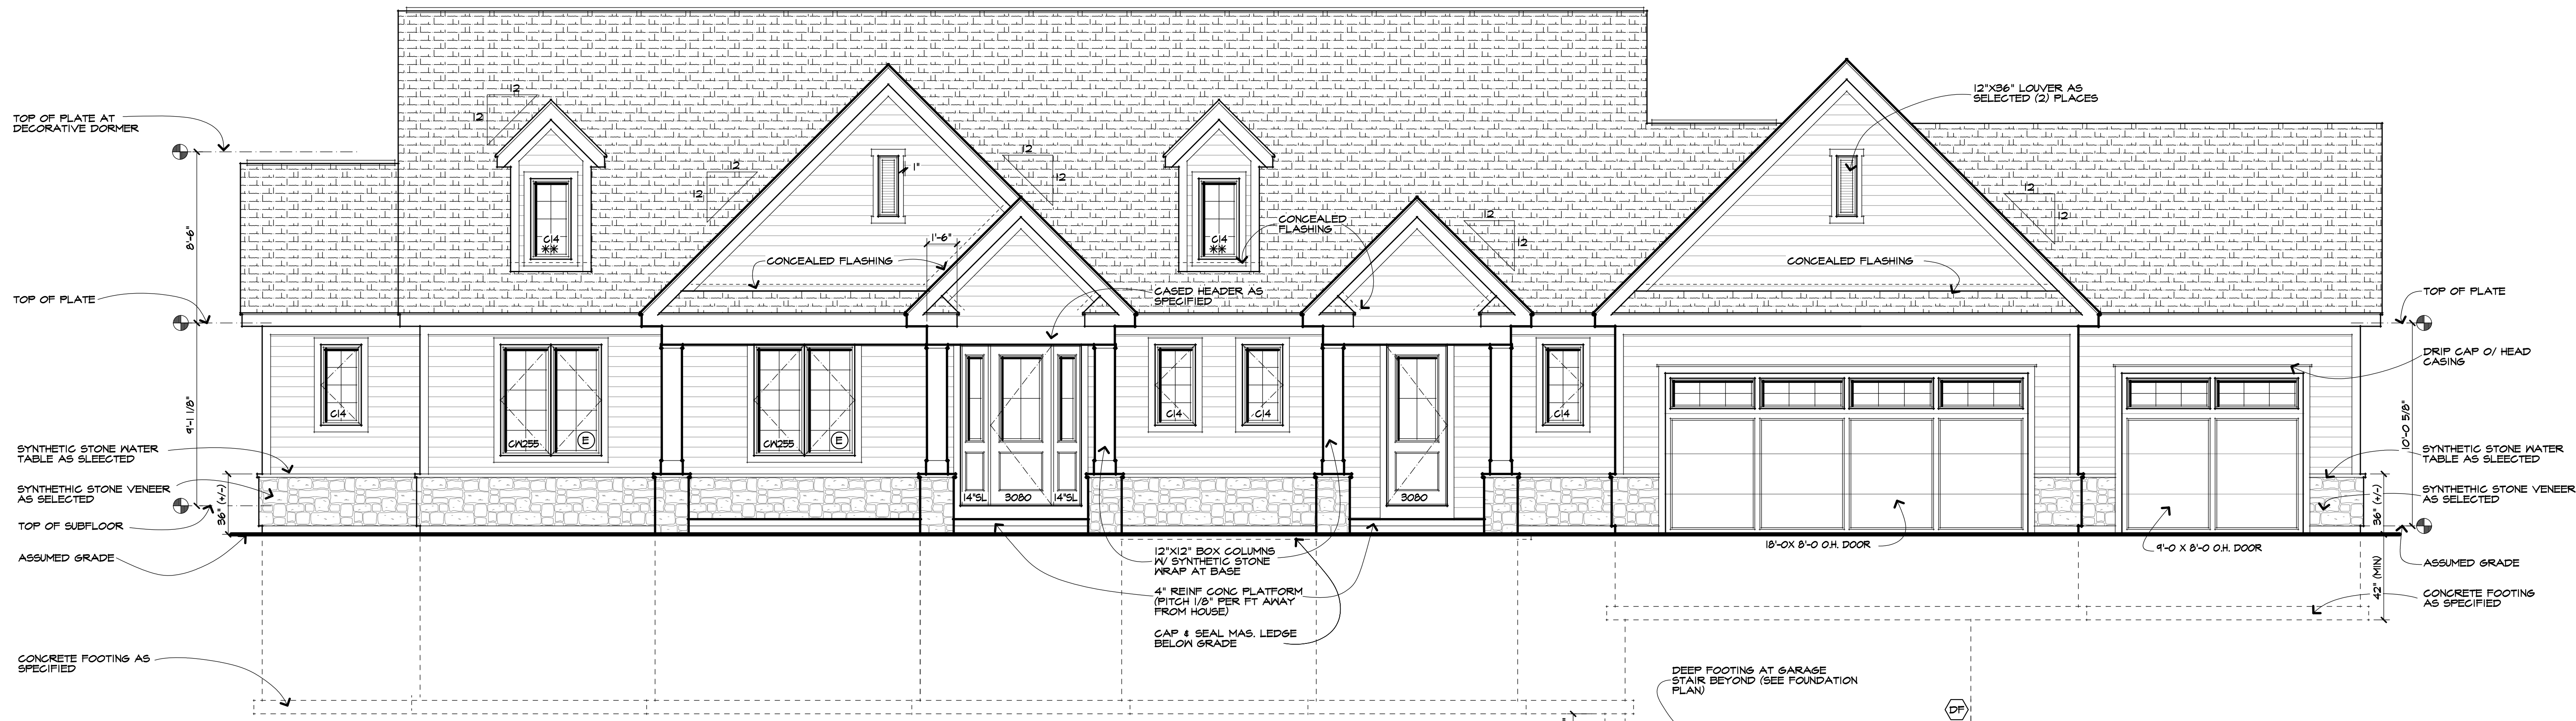 TOP OF PLATE AT
DECORATIVE DORMER
8'-6"
TOP OF PLATE
9'-1 1/8"
SYNTHETIC STONE WATER
TABLE AS SLEECTED
SYNTHETHIC STONE VENEER
AS SELECTED
36" (+/-)
TOP OF SUBFLOOR
ASSUMED GRADE
CONCRETE FOOTING AS
SPECIFIED
12
12
C14
**
12
12
1"
12
12
1'-6"
CONCEALED FLASHING
CASED HEADER AS
SPECIFIED
C14
**
CONCEALED
FLASHING
12
12
12"X36" LOUVER AS
SELECTED (2) PLACES
12
12
CONCEALED FLASHING
C14
CW255
E
CW255
E
14"SL
3080
14"SL
C14
C14
3080
C14
12"X12" BOX COLUMNS
W/ SYNTHETIC STONE
WRAP AT BASE
4" REINF CONC PLATFORM
(PITCH 1/8" PER FT AWAY
FROM HOUSE)
CAP & SEAL MAS. LEDGE
BELOW GRADE
18'-0X 8'-0 O.H. DOOR
9'-0 X 8'-0 O.H. DOOR
DEEP FOOTING AT GARAGE
STAIR BEYOND (SEE FOUNDATION
PLAN)
DF
TOP OF PLATE
DRIP CAP O/ HEAD
CASING
10'-0 5/8"
SYNTHETIC STONE WATER
TABLE AS SLEECTED
SYNTHETHIC STONE VENEER
AS SELECTED
36" (+/-)
ASSUMED GRADE
42" (MIN)
CONCRETE FOOTING
AS SPECIFIED